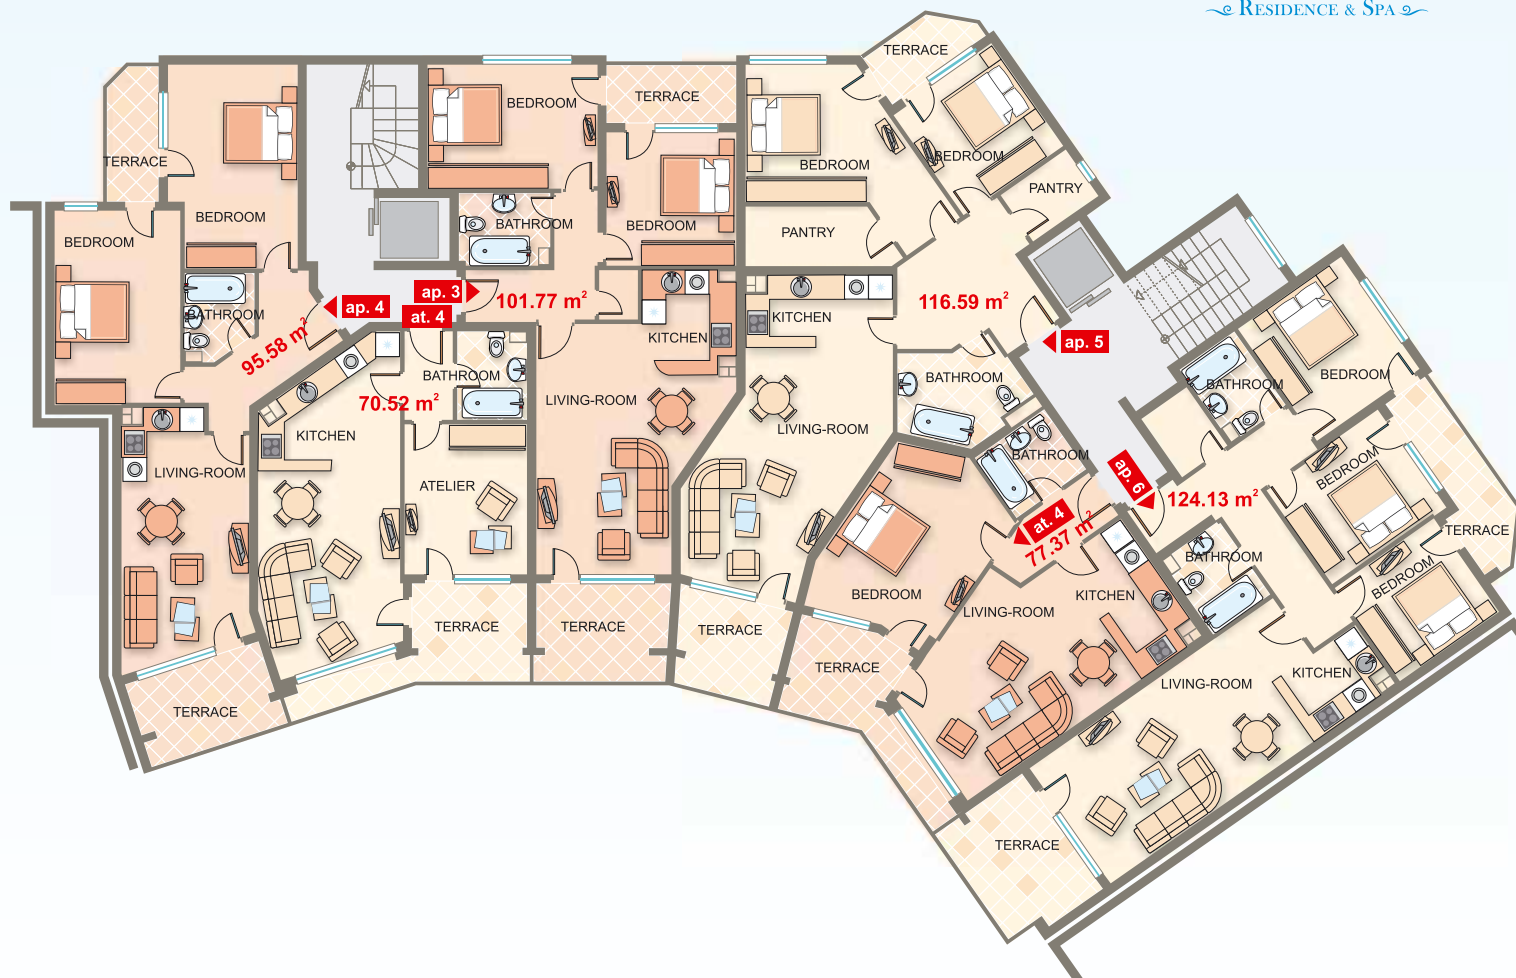 RESIDENCE & SPA
TERRACE
BEDROOM
BEDROOM
BATHROOM
95.58 m²
LIVING-ROOM
TERRACE
ap. 4
ap. 3
at. 4
BEDROOM
TERRACE
BEDROOM
BATHROOM
101.77 m²
KITCHEN
LIVING-ROOM
TERRACE
BATHROOM
70.52 m²
KITCHEN
ATELIER
TERRACE
TERRACE
BEDROOM
BEDROOM
PANTRY
PANTRY
116.59 m²
KITCHEN
BATHROOM
LIVING-ROOM
TERRACE
ap. 5
BATHROOM
at. 4
77.37 m²
BEDROOM
LIVING-ROOM
KITCHEN
TERRACE
ap. 6
124.13 m²
BATHROOM
BEDROOM
BEDROOM
TERRACE
BATHROOM
BEDROOM
KITCHEN
LIVING-ROOM
TERRACE